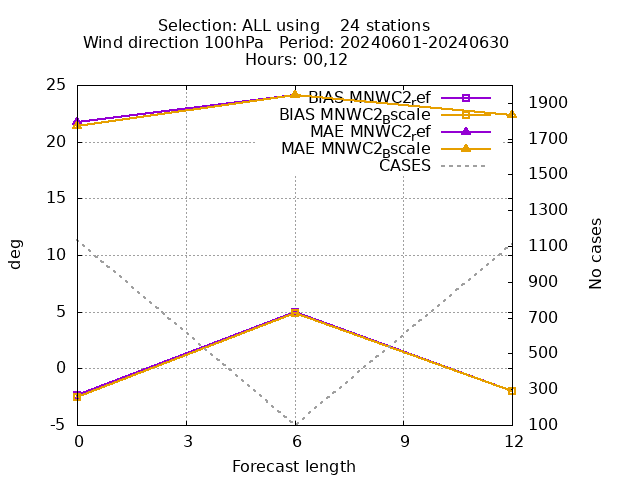 Selection: ALL using    24 stations
Wind direction 100hPa   Period: 20240601-20240630
Hours: 00,12
25
20
15
10
5
0
-5
deg
BIAS MNWC2_ref
BIAS MNWC2_Bscale
MAE MNWC2_ref
MAE MNWC2_Bscale
CASES
1900
1700
1500
1300
1100
900
700
500
300
100
No cases
0 3 6 9 12
Forecast length